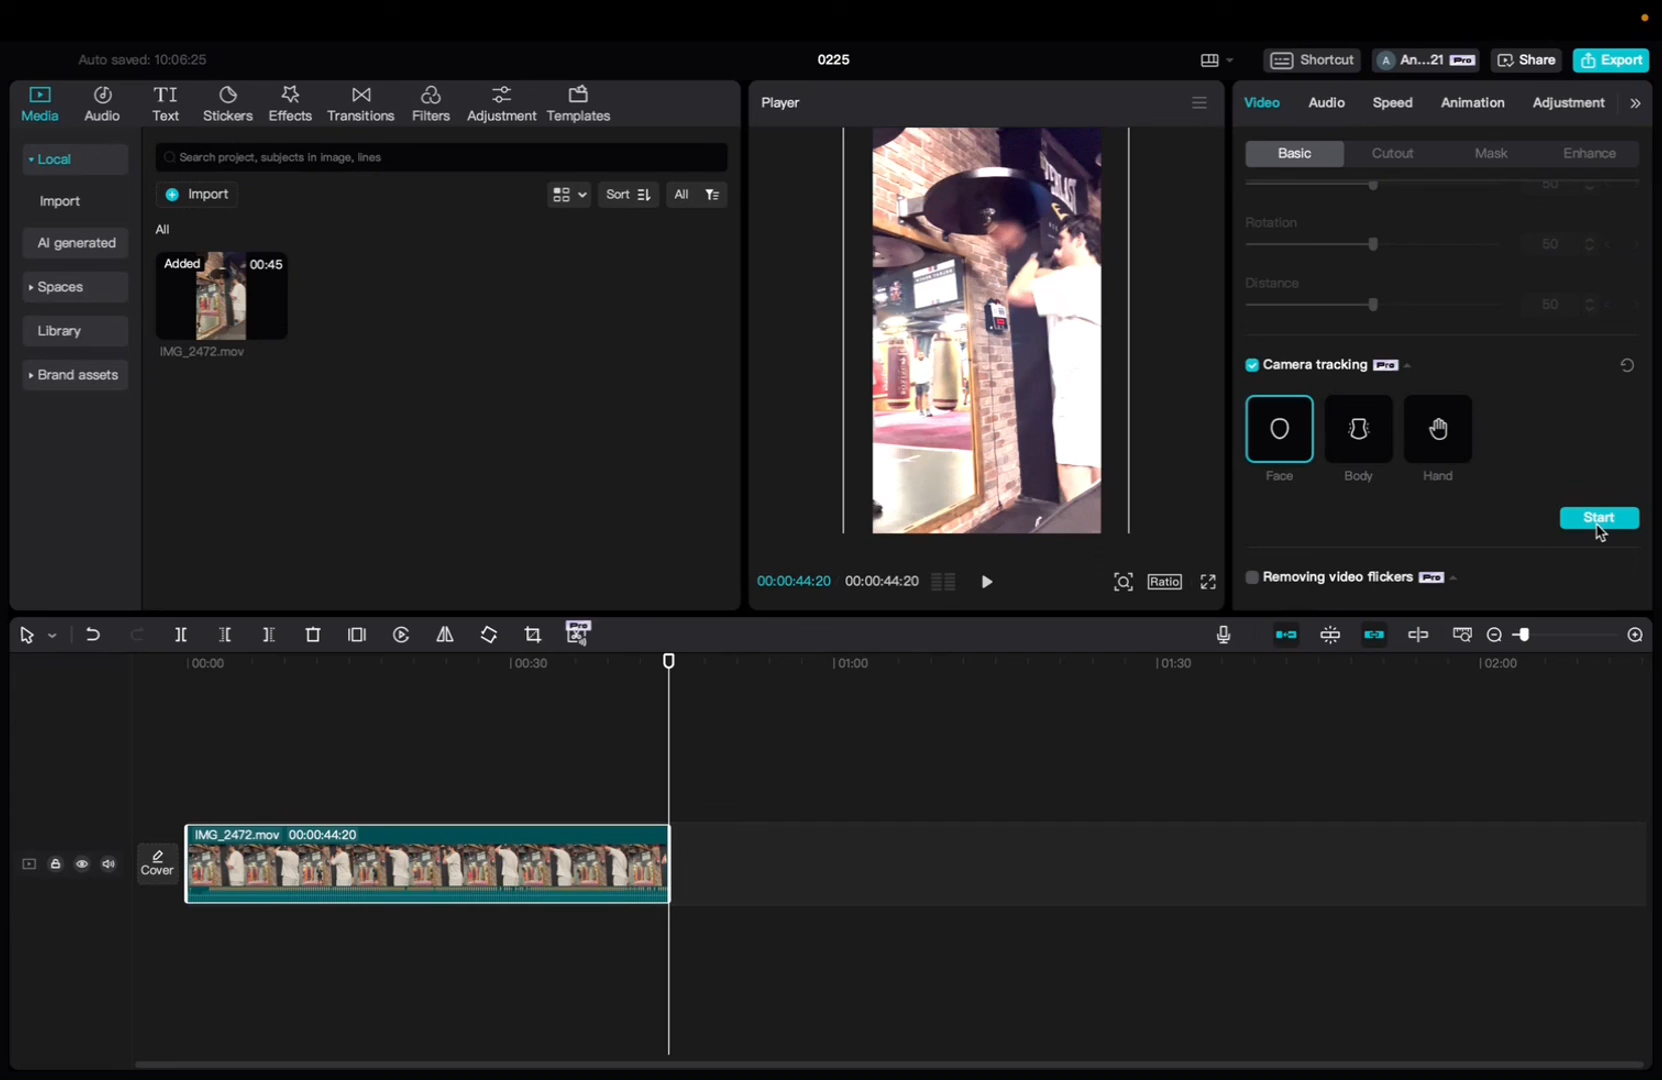 Auto saved: 10:06:25
0225
Shortcut
A An...21 Pro
Share
Export
Media
Audio
TI Text
Stickers
Effects
Transitions
Filters
Adjustment
Templates
Local
Import
AI generated
Spaces
Library
Brand assets
Search project, subjects in image, lines
Import
Sort
All
All
Added 00:45
IMG_2472.mov
Player
00:00:44:20 00:00:44:20
Ratio
Video
Audio
Speed
Animation
Adjustment
Basic
Cutout
Mask
Enhance
50
Rotation
50
Distance
50
Camera tracking Pro
Face
Body
Hand
Start
Removing video flickers Pro
Pro
00:00
00:30
01:00
01:30
02:00
Cover
IMG_2472.mov 00:00:44:20